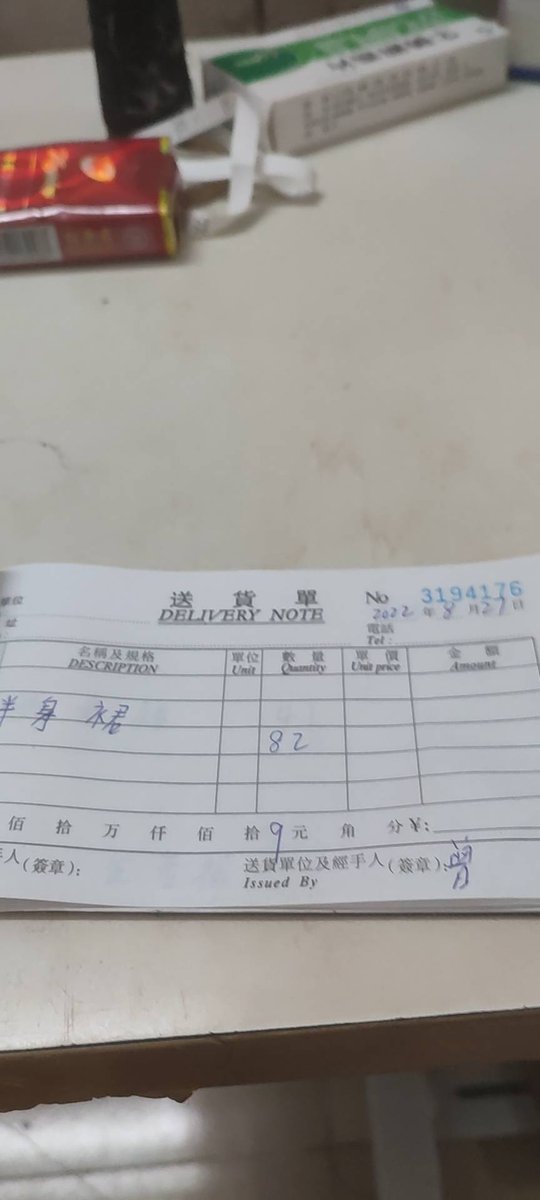 單位
送 貨 單 No 3194176
址 DELIVERY NOTE 2022 年 8 月 27 日
電話
Tel:
名稱及規格 單位 數 量 單 價 金 額
DESCRIPTION Unit Quantity Unit price Amount
半身 裙
82
佰 拾 万 仟 佰 拾 9 元 角 分 ¥:
手人(簽章): 送貨單位及經手人(簽章):
Issued By